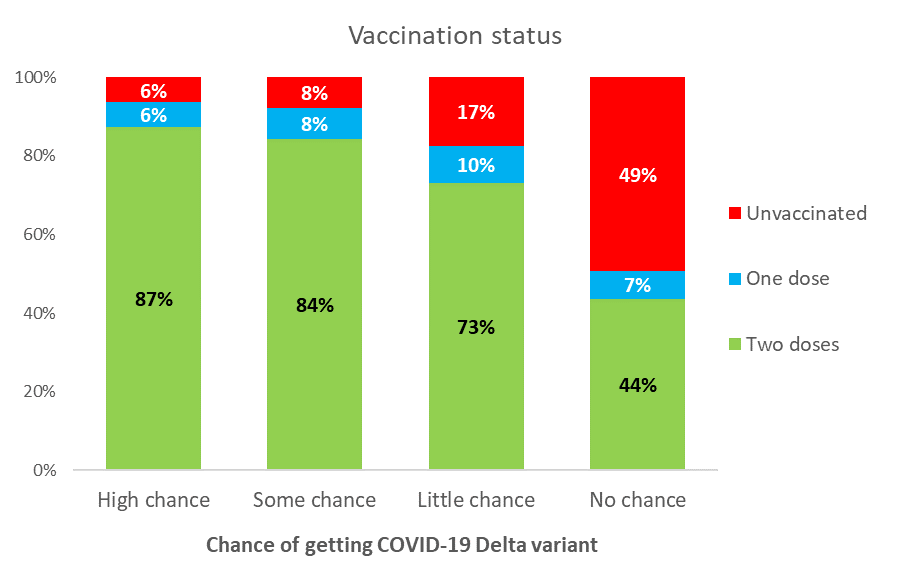 Vaccination status
100%
80%
60%
40%
20%
0%
6%
6%
87%
8%
8%
84%
17%
10%
73%
49%
7%
44%
High chance
Some chance
Little chance
No chance
Chance of getting COVID-19 Delta variant
Unvaccinated
One dose
Two doses